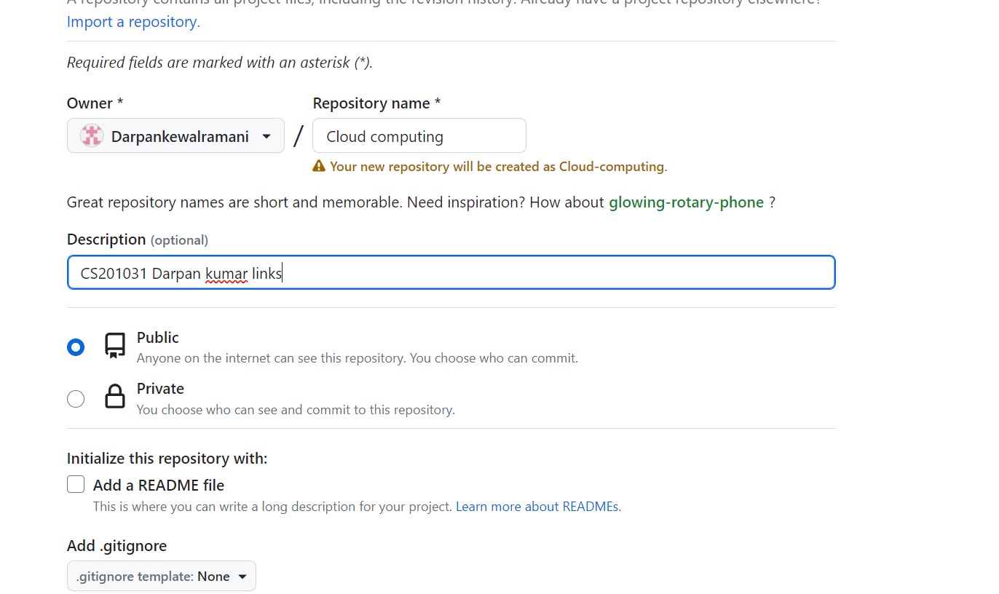 A repository contains all project files, including the revision history. Already have a project repository elsewhere?
Import a repository.
Required fields are marked with an asterisk (*).
Owner *
Repository name *
Darpankewalramani
/
Cloud computing
Your new repository will be created as Cloud-computing.
Great repository names are short and memorable. Need inspiration? How about glowing-rotary-phone ?
Description (optional)
CS201031 Darpan kumar links
Public
Anyone on the internet can see this repository. You choose who can commit.
Private
You choose who can see and commit to this repository.
Initialize this repository with:
Add a README file
This is where you can write a long description for your project. Learn more about READMEs.
Add .gitignore
.gitignore template: None